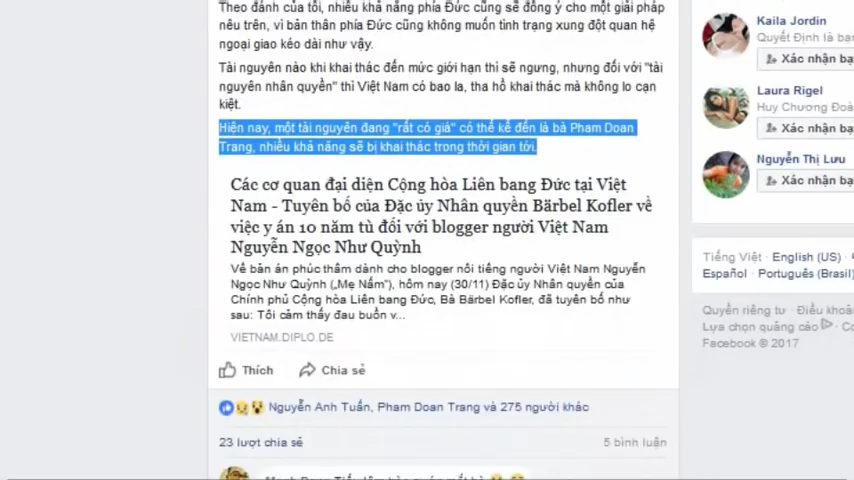 Theo đánh của tôi, nhiều khả năng phía Đức cũng sẽ đồng ý cho một giải pháp
nêu trên, vì bản thân phía Đức cũng không muốn tình trạng xung đột quan hệ
ngoại giao kéo dài như vậy.
Tài nguyên nào khi khai thác đến mức giới hạn thì sẽ ngưng, nhưng đối với "tài
nguyên nhân quyền" thì Việt Nam có bao la, tha hồ khai thác mà không lo cạn
kiệt.
Hiện nay, một tài nguyên đang "rất có giá" có thể kể đến là bà Pham Doan
Trang, nhiều khả năng sẽ bị khai thác trong thời gian tới.
Các cơ quan đại diện Cộng hòa Liên bang Đức tại Việt
Nam - Tuyên bố của Đặc ủy Nhân quyền Bärbel Kofler về
việc y án 10 năm tù đối với blogger người Việt Nam
Nguyễn Ngọc Như Quỳnh
Về bản án phúc thẩm dành cho blogger nổi tiếng người Việt Nam Nguyễn
Ngọc Như Quỳnh („Mẹ Nấm"), hôm nay (30/11) Đặc ủy Nhân quyền của
Chính phủ Cộng hòa Liên bang Đức, Bà Bärbel Kofler, đã tuyên bố như
sau: Tôi cảm thấy đau buồn v...
VIETNAM.DIPLO.DE
Thích
Chia sẻ
Nguyễn Anh Tuấn, Pham Doan Trang và 275 người khác
23 lượt chia sẻ
5 bình luận
Kaila Jordin
Quyết Định là bạ
Xác nhận bạ
Laura Rigel
Huy Chương Đoà
Xác nhận bạ
Nguyễn Thị Lưu
Xác nhận bạ
Tiếng Việt · English (US) ·
Español · Português (Brasil)
Quyền riêng tư · Điều khoả
Lựa chọn quảng cáo · Co
Facebook © 2017